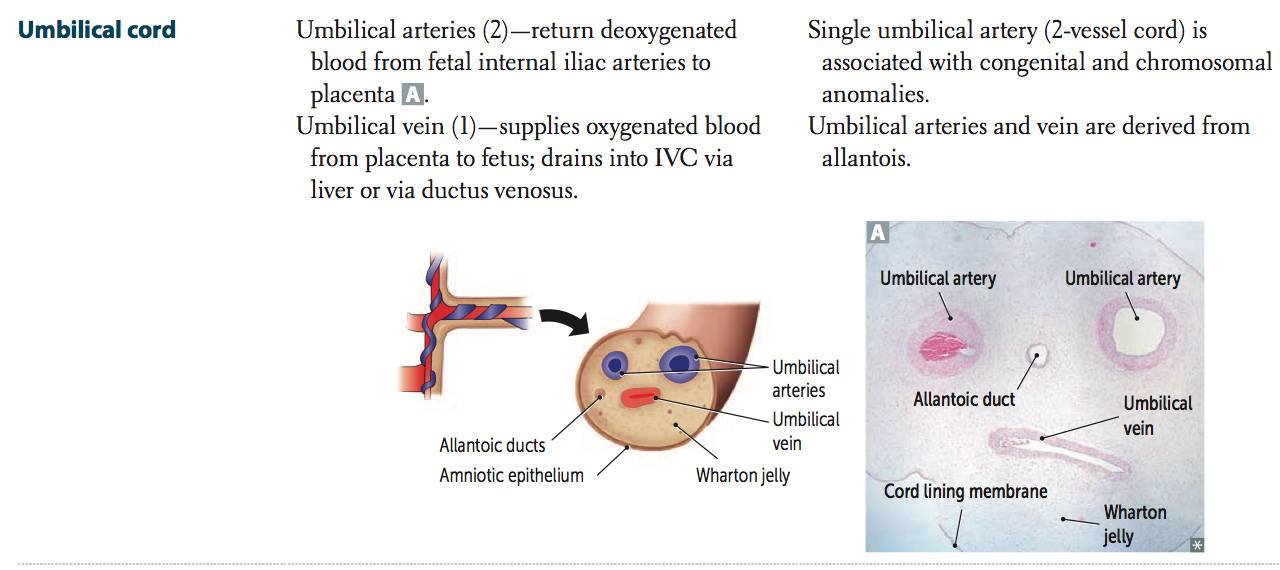 Umbilical cord
Umbilical arteries (2)—return deoxygenated
blood from fetal internal iliac arteries to
placenta A.
Umbilical vein (1)—supplies oxygenated blood
from placenta to fetus; drains into IVC via
liver or via ductus venosus.
Single umbilical artery (2-vessel cord) is
associated with congenital and chromosomal
anomalies.
Umbilical arteries and vein are derived from
allantois.
Umbilical
arteries
Umbilical
vein
Allantoic ducts
Amniotic epithelium
Wharton jelly
A
Umbilical artery
Umbilical artery
Allantoic duct
Umbilical
vein
Cord lining membrane
Wharton
jelly
*